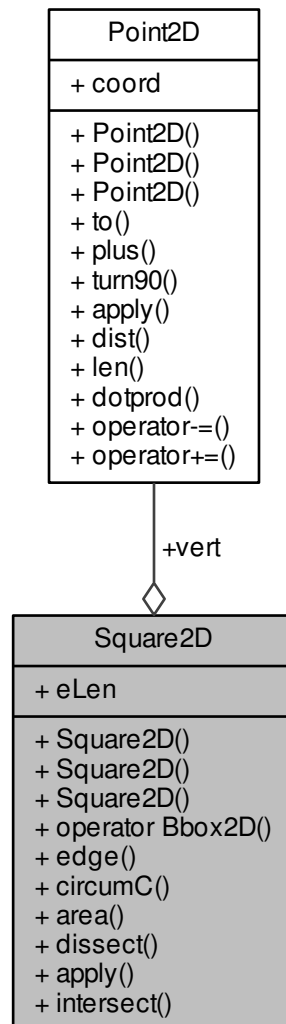 Point2D
+ coord
+ Point2D()
+ Point2D()
+ Point2D()
+ to()
+ plus()
+ turn90()
+ apply()
+ dist()
+ len()
+ dotprod()
+ operator-=()
+ operator+=()
+vert
Square2D
+ eLen
+ Square2D()
+ Square2D()
+ Square2D()
+ operator Bbox2D()
+ edge()
+ circumC()
+ area()
+ dissect()
+ apply()
+ intersect()